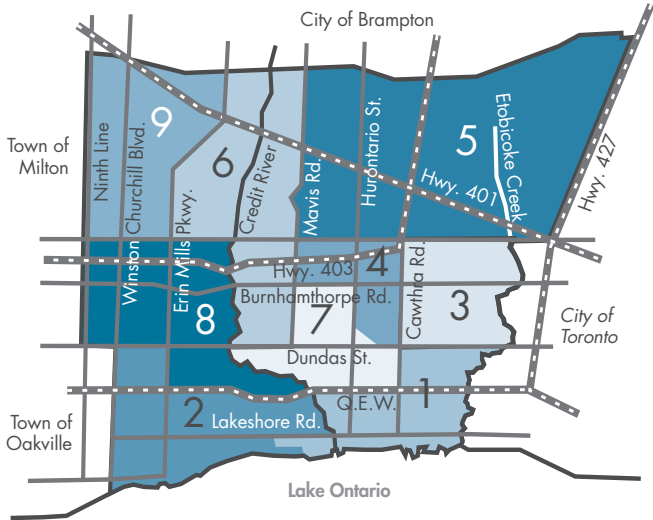 City of Brampton
Town of
Milton
Ninth Line
Winston Churchill Blvd.
Erin Mills Pkwy.
Credit River
Mavis Rd.
Hurontario St.
Etobicoke Creek
Hwy. 401
Hwy. 427
9
6
5
Hwy. 403
4
Cawthra Rd.
Burnhamthorpe Rd.
8
7
3
City of
Toronto
Dundas St.
Q.E.W.
1
2
Lakeshore Rd.
Town of
Oakville
Lake Ontario